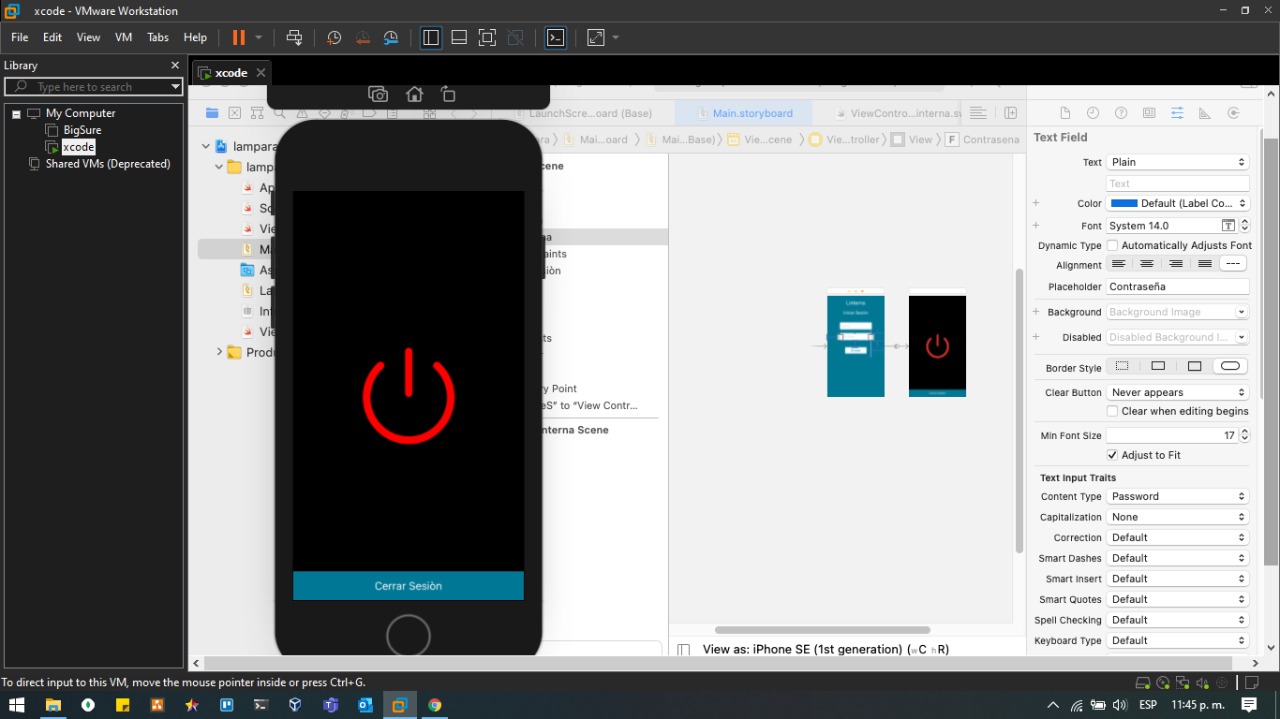 xcode - VMware Workstation
File Edit View VM Tabs Help
Library
Type here to search
My Computer
BigSure
xcode
Shared VMs (Deprecated)
xcode
LaunchScre...oard (Base)
Main.storyboard
ViewContro...interna.sw
lampara
Mai...oard
Mai...Base)
Vie...cene
Vie...troller
View
F Contrasena
lamp
Ap
Sc
Vie
Ma
As
La
Inf
Vie
Produ
cene
na
aints
iòn
ts
y Point
eS" to "View Contr...
nterna Scene
Linterna
Iniciar Sesiòn
Cerrar Sesiòn
View as: iPhone SE (1st generation) (wC hR)
Text Field
Text Plain
Text
Color Default (Label Co...
Font System 14.0
Dynamic Type Automatically Adjusts Font
Alignment
Placeholder Contraseña
Background Background Image
Disabled Disabled Background I...
Border Style
Clear Button Never appears
Clear when editing begins
Min Font Size 17
Adjust to Fit
Text Input Traits
Content Type Password
Capitalization None
Correction Default
Smart Dashes Default
Smart Insert Default
Smart Quotes Default
Spell Checking Default
Keyboard Type Default
To direct input to this VM, move the mouse pointer inside or press Ctrl+G.
ESP 11:45 p. m.